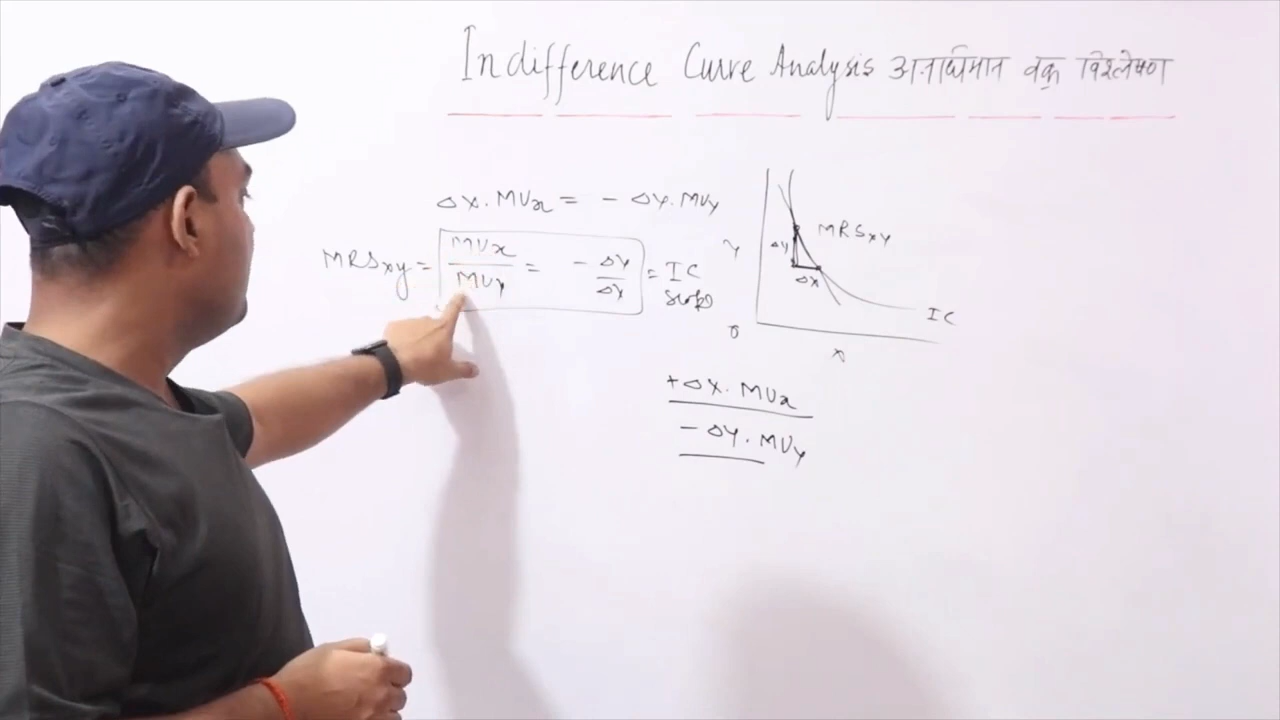 Indifference Curve Analysis अनधिमान वक्र विश्लेषण
ΔX. MUx = - ΔY. MUy
MRSxy = MUx / MUy = - ΔY / ΔX = IC slope
Y
ΔY
MRSxy
ΔX
IC
O
X
+ΔX. MUx
- ΔY. MUy